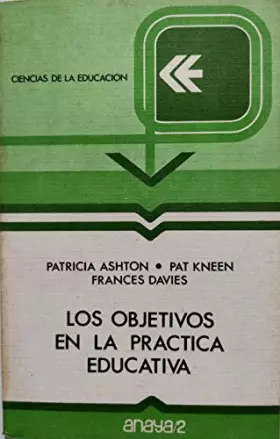 CIENCIAS DE LA EDUCACION
PATRICIA ASHTON • PAT KNEEN
FRANCES DAVIES
LOS OBJETIVOS
EN LA PRACTICA
EDUCATIVA
anaya/2